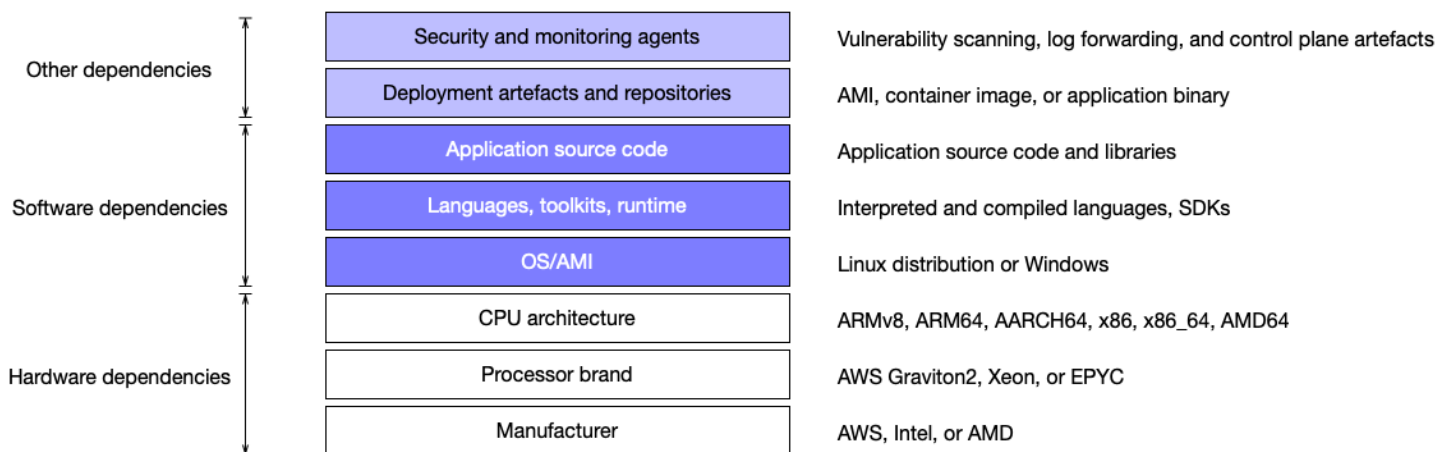 Security and monitoring agents
Vulnerability scanning, log forwarding, and control plane artefacts
Other dependencies
Deployment artefacts and repositories
AMI, container image, or application binary
Application source code
Application source code and libraries
Software dependencies
Languages, toolkits, runtime
Interpreted and compiled languages, SDKs
OS/AMI
Linux distribution or Windows
CPU architecture
ARMv8, ARM64, AARCH64, x86, x86_64, AMD64
Hardware dependencies
Processor brand
AWS Graviton2, Xeon, or EPYC
Manufacturer
AWS, Intel, or AMD